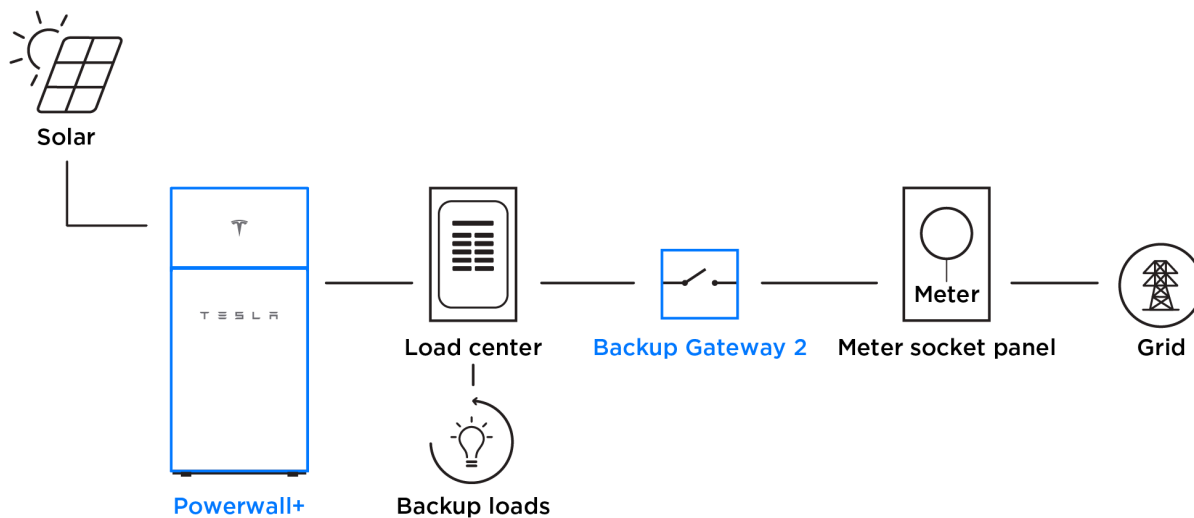 Solar
TESLA
Meter
Load center
Backup Gateway 2
Meter socket panel
Grid
Powerwall+
Backup loads